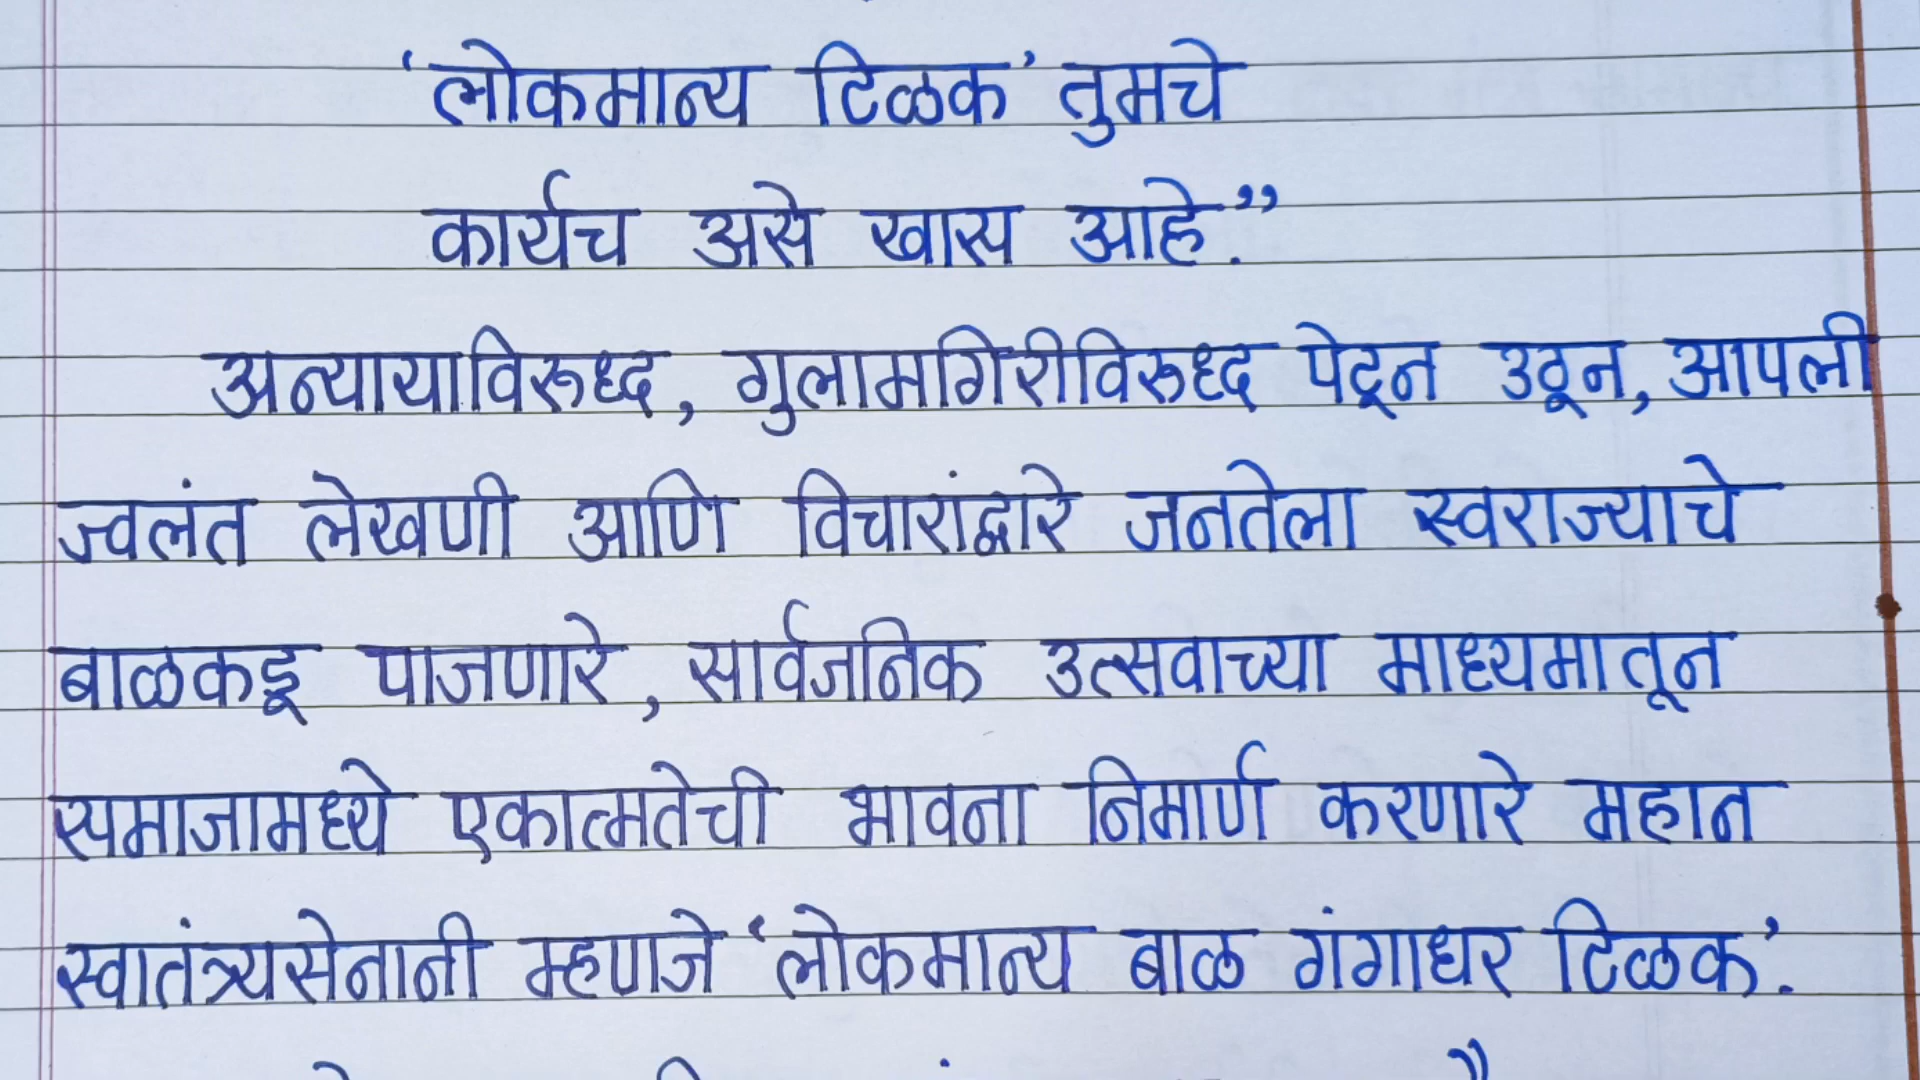 ‘लोकमान्य टिळक’ तुमचे
कार्यच असे खास आहे.”
अन्यायाविरुध्द, गुलामगिरीविरुध्द पेटून उठून, आपली
ज्वलंत लेखणी आणि विचारांद्वारे जनतेला स्वराज्याचे
बाळकडू पाजणारे, सार्वजनिक उत्सवाच्या माध्यमातून
समाजामध्ये एकात्मतेची भावना निमार्ण करणारे महान
स्वातंत्र्यसेनानी म्हणजे ‘लोकमान्य बाळ गंगाधर टिळक’.